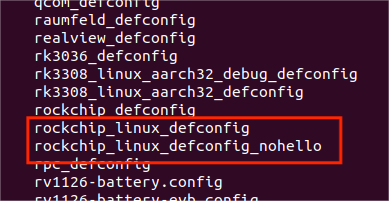 qcom_defconfig
raumfeld_defconfig
realview_defconfig
rk3036_defconfig
rk3308_linux_aarch32_debug_defconfig
rk3308_linux_aarch32_defconfig
rockchip_defconfig
rockchip_linux_defconfig
rockchip_linux_defconfig_nohello
rpc_defconfig
rv1126-battery.config
rv1126-battery-evb.config